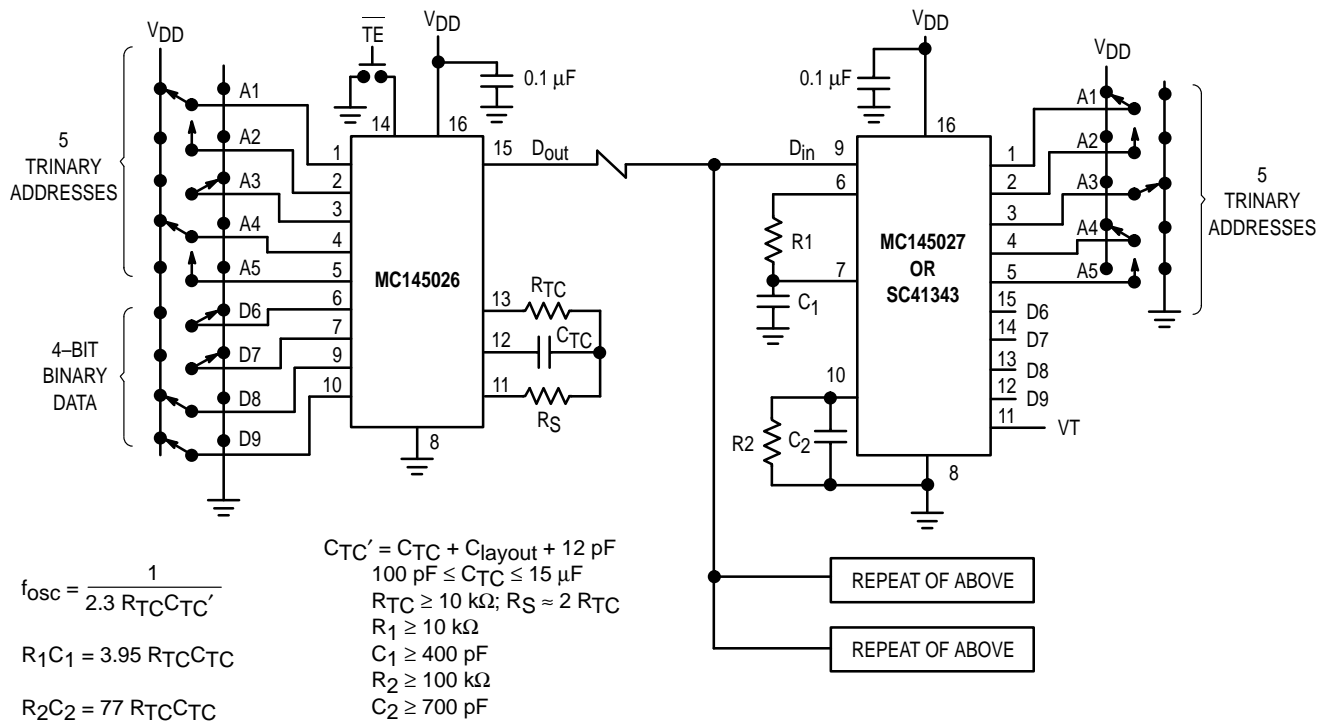 VDD
TE
VDD
0.1 µF
5
TRINARY
ADDRESSES
A1
A2
A3
A4
A5
4–BIT
BINARY
DATA
D6
D7
D8
D9
1
2
3
4
5
6
7
9
10
14
16
15
Dout
MC145026
13
12
11
8
RTC
CTC
RS
VDD
0.1 µF
16
Din
9
6
R1
7
C1
10
R2
C2
MC145027
OR
SC41343
1
2
3
4
5
15
14
13
12
11
8
D6
D7
D8
D9
VT
VDD
A1
A2
A3
A4
A5
5
TRINARY
ADDRESSES
REPEAT OF ABOVE
REPEAT OF ABOVE
fosc = 1 / 2.3 RTCCTC′
R1C1 = 3.95 RTCCTC
R2C2 = 77 RTCCTC
CTC′ = CTC + Clayout + 12 pF
100 pF ≤ CTC ≤ 15 µF
RTC ≥ 10 kΩ; RS ≈ 2 RTC
R1 ≥ 10 kΩ
C1 ≥ 400 pF
R2 ≥ 100 kΩ
C2 ≥ 700 pF